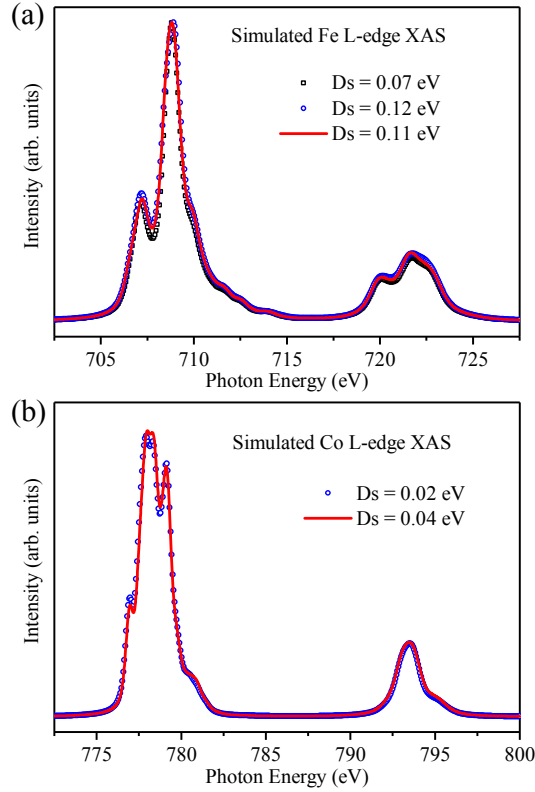 (a)
Simulated Fe L-edge XAS
Ds = 0.07 eV
Ds = 0.12 eV
Ds = 0.11 eV
Intensity (arb. units)
705 710 715 720 725
Photon Energy (eV)
(b)
Simulated Co L-edge XAS
Ds = 0.02 eV
Ds = 0.04 eV
Intensity (arb. units)
775 780 785 790 795 800
Photon Energy (eV)